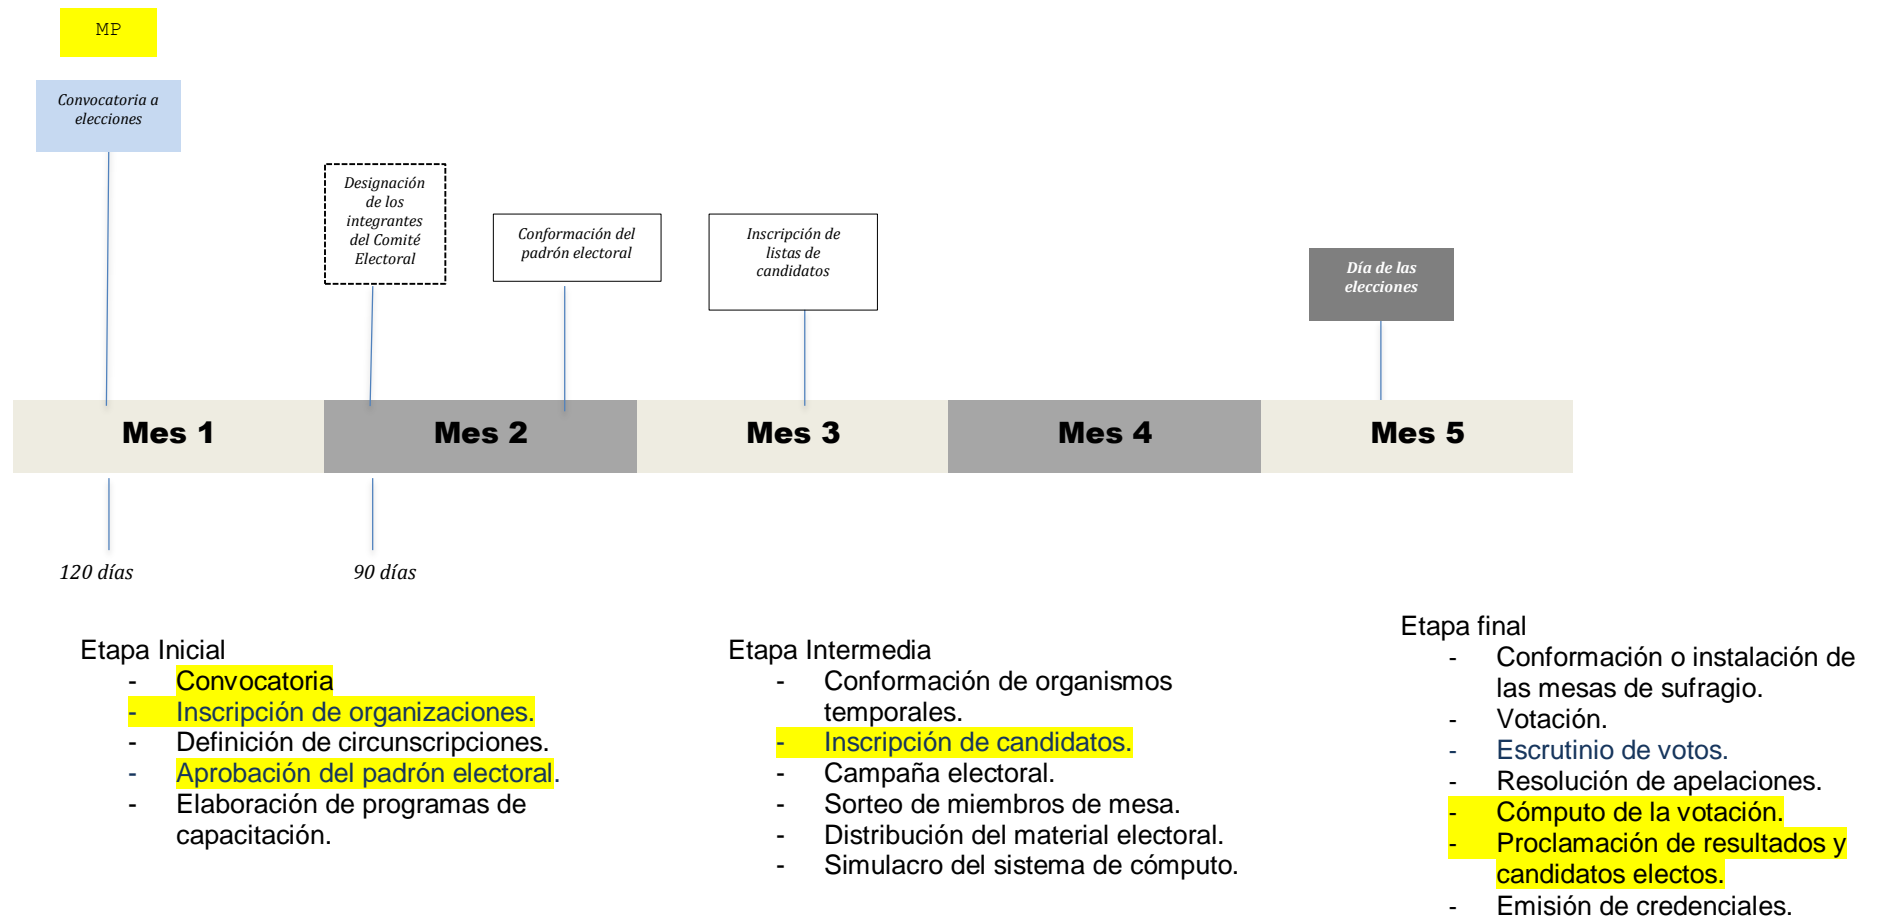 MP
Convocatoria a
elecciones
Designación
de los
integrantes
del Comité
Electoral
Conformación del
padrón electoral
Inscripción de
listas de
candidatos
Día de las
elecciones
Mes 1
Mes 2
Mes 3
Mes 4
Mes 5
120 días
90 días
Etapa Inicial
- Convocatoria
- Inscripción de organizaciones.
- Definición de circunscripciones.
- Aprobación del padrón electoral.
- Elaboración de programas de
capacitación.
Etapa Intermedia
- Conformación de organismos
temporales.
- Inscripción de candidatos.
- Campaña electoral.
- Sorteo de miembros de mesa.
- Distribución del material electoral.
- Simulacro del sistema de cómputo.
Etapa final
- Conformación o instalación de
las mesas de sufragio.
- Votación.
- Escrutinio de votos.
- Resolución de apelaciones.
- Cómputo de la votación.
- Proclamación de resultados y
candidatos electos.
- Emisión de credenciales.